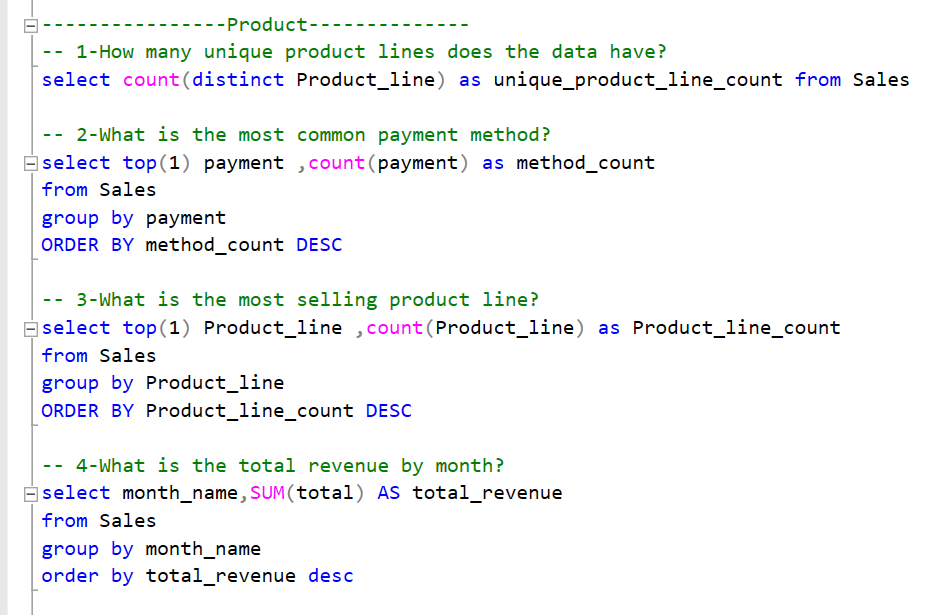 ----------------Product--------------
-- 1-How many unique product lines does the data have?
select count(distinct Product_line) as unique_product_line_count from Sales
-- 2-What is the most common payment method?
select top(1) payment ,count(payment) as method_count
from Sales
group by payment
ORDER BY method_count DESC
-- 3-What is the most selling product line?
select top(1) Product_line ,count(Product_line) as Product_line_count
from Sales
group by Product_line
ORDER BY Product_line_count DESC
-- 4-What is the total revenue by month?
select month_name,SUM(total) AS total_revenue
from Sales
group by month_name
order by total_revenue desc